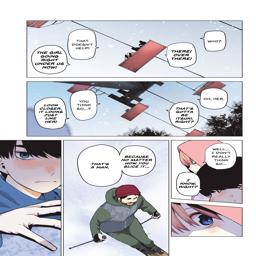 WHO?
THERE!
OVER
THERE!
THAT
DOESN'T
HELP!
THE GIRL
GOING
RIGHT
UNDER US
NOW!
OH, HER.
THAT'S
GOTTA BE
ITSUKI,
RIGHT?
YOU
THINK
SO...?
LOOK
CLOSER.
IT LOOKS
JUST LIKE
HER!
WELL...
I DON'T
REALLY
THINK
SO...
I
KNOW,
RIGHT?
BECAUSE
NO MATTER
HOW YOU
SLICE IT...
THAT'S
A MAN.